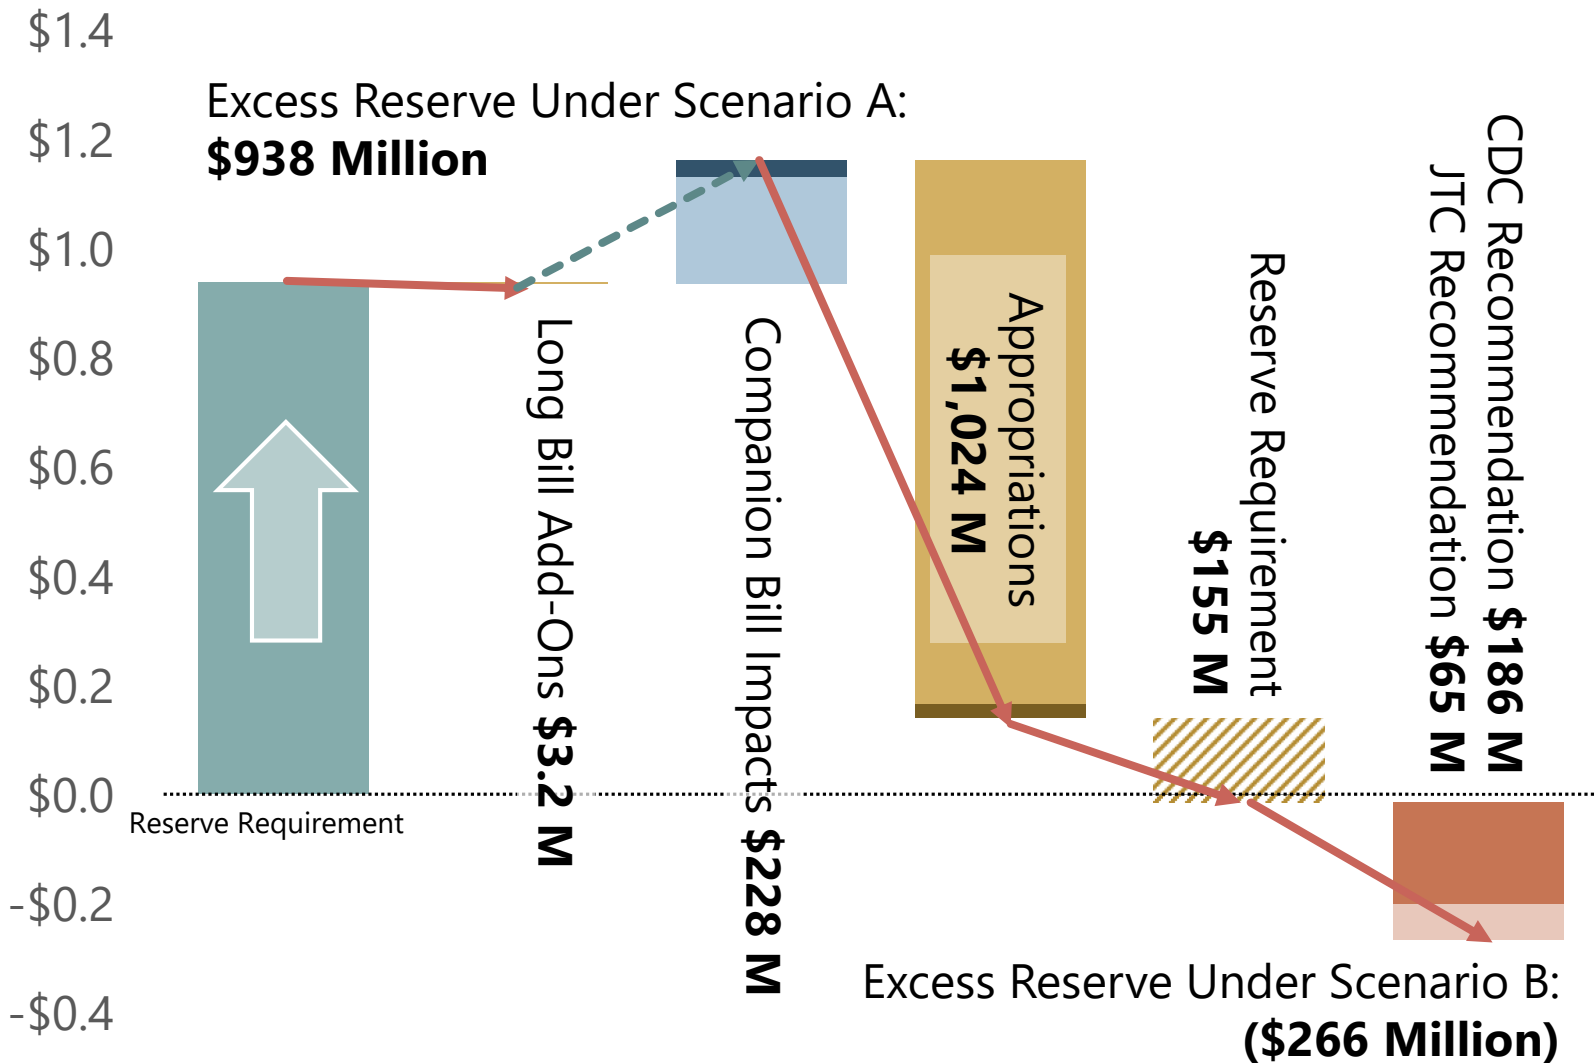 $1.4
$1.2
$1.0
$0.8
$0.6
$0.4
$0.2
$0.0
-$0.2
-$0.4
Excess Reserve Under Scenario A:
$938 Million
Reserve Requirement
Long Bill Add-Ons $3.2 M
Companion Bill Impacts $228 M
Appropriations
$1,024 M
Reserve Requirement
$155 M
CDC Recommendation $186 M
JTC Recommendation $65 M
Excess Reserve Under Scenario B:
($266 Million)